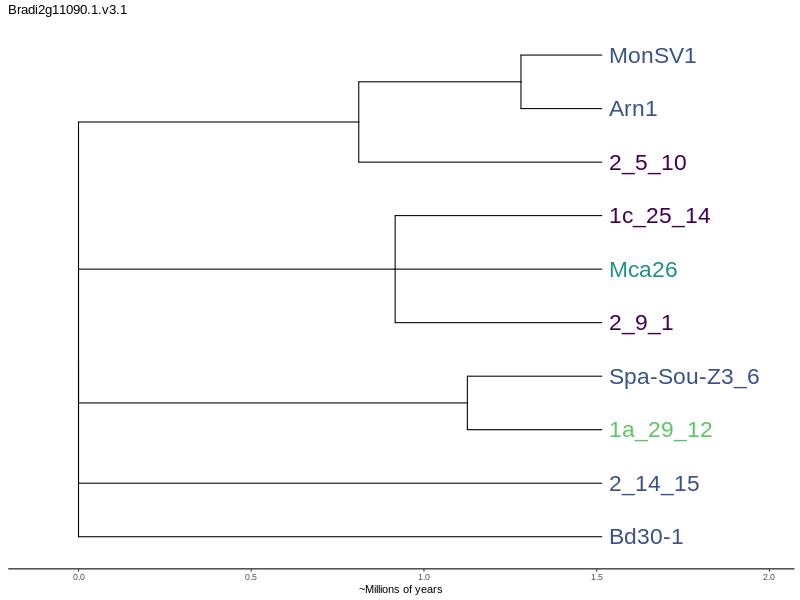 Bradi2g11090.1.v3.1
MonSV1
Arn1
2_5_10
1c_25_14
Mca26
2_9_1
Spa-Sou-Z3_6
1a_29_12
2_14_15
Bd30-1
0.0 0.5 1.0 1.5 2.0
~Millions of years